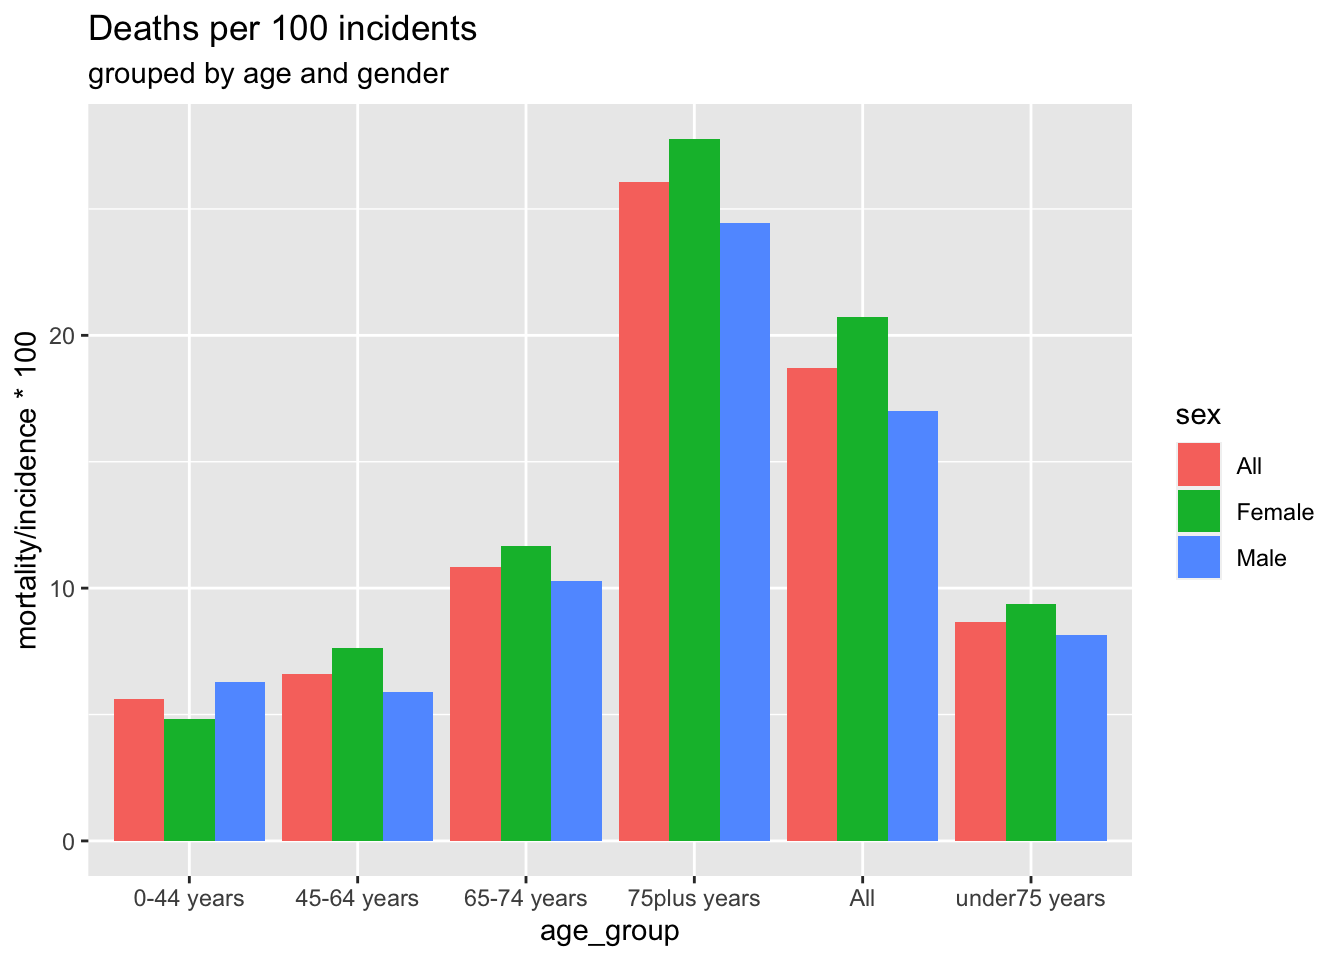 Deaths per 100 incidents
grouped by age and gender
mortality/incidence * 100
20
10
0
0-44 years
45-64 years
65-74 years
75plus years
All
under75 years
age_group
sex
All
Female
Male